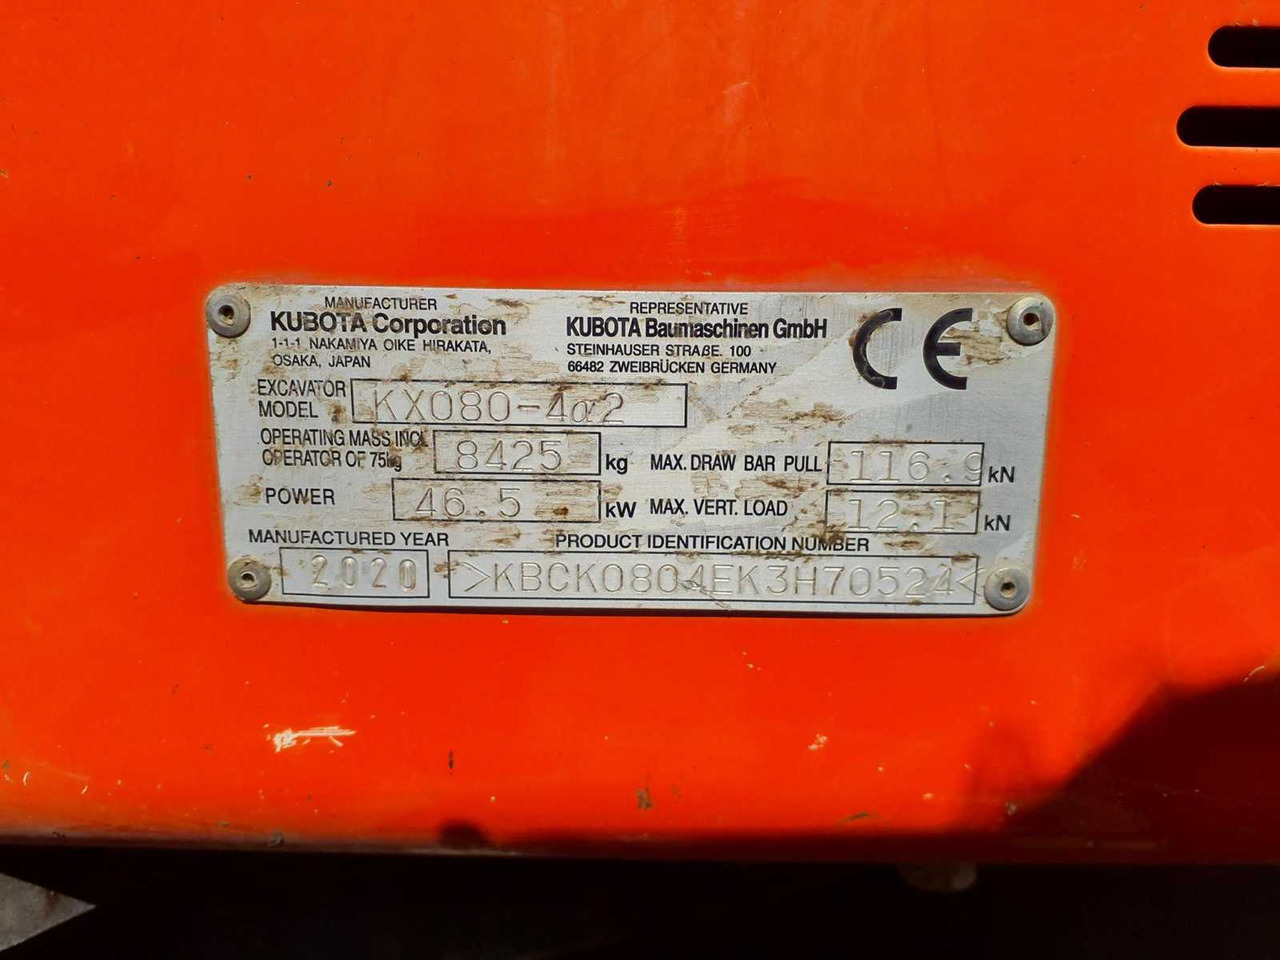 MANUFACTURER
KUBOTA Corporation
1-1-1 NAKAMIYA OIKE HIRAKATA,
OSAKA, JAPAN
REPRESENTATIVE
KUBOTA Baumaschinen GmbH
STEINHAUSER STRAßE. 100
66482 ZWEIBRÜCKEN GERMANY
CE
EXCAVATOR
MODEL KX080-4α2
OPERATING MASS INCL
OPERATOR OF 75kg 8425 kg MAX. DRAW BAR PULL 116.9 kN
POWER 46.5 kW MAX. VERT. LOAD 12.1 kN
MANUFACTURED YEAR PRODUCT IDENTIFICATION NUMBER
2020 >KBCK0804EK3H70524<